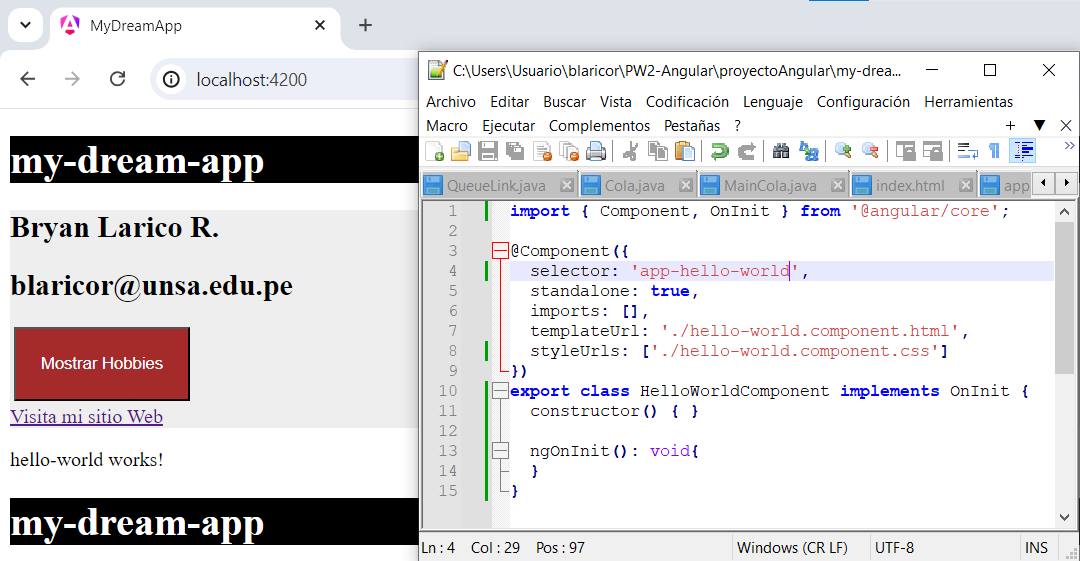 MyDreamApp
localhost:4200
my-dream-app
Bryan Larico R.
blaricor@unsa.edu.pe
Mostrar Hobbies
Visita mi sitio Web
hello-world works!
my-dream-app
C:\Users\Usuario\blaricor\PW2-Angular\proyectoAngular\my-drea...
Archivo Editar Buscar Vista Codificación Lenguaje Configuración Herramientas
Macro Ejecutar Complementos Pestañas ?
QueueLink.java Cola.java MainCola.java index.html app
1 import { Component, OnInit } from '@angular/core';
2
3 @Component({
4 selector: 'app-hello-world',
5 standalone: true,
6 imports: [],
7 templateUrl: './hello-world.component.html',
8 styleUrls: ['./hello-world.component.css']
9 })
10 export class HelloWorldComponent implements OnInit {
11 constructor() { }
12
13 ngOnInit(): void{
14 }
15 }
Ln : 4 Col : 29 Pos : 97 Windows (CR LF) UTF-8 INS